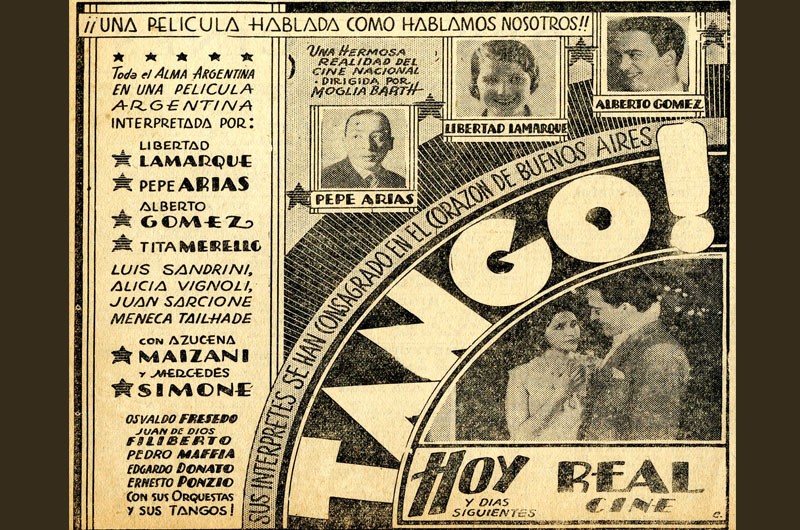 ¡¡UNA PELICULA HABLADA COMO HABLAMOS NOSOTROS!!
Toda el ALMA ARGENTINA
EN UNA PELICULA
ARGENTINA
INTERPRETADA POR:
LIBERTAD
LAMARQUE
PEPE ARIAS
ALBERTO
GOMEZ
TITA MERELLO
LUIS SANDRINI,
ALICIA VIGNOLI,
JUAN SARCIONE
MENECA TAILHADE
CON AZUCENA
MAIZANI
Y MERCEDES
SIMONE
OSVALDO FRESEDO
JUAN DE DIOS
FILIBERTO
PEDRO MAFFIA
EDGARDO DONATO
ERNESTO PONZIO
CON SUS ORQUESTAS
Y SUS TANGOS!
UNA HERMOSA
REALIDAD DEL
CINE NACIONAL
DIRIGIDA POR
MOGLIA BARTH
PEPE ARIAS
LIBERTAD LAMARQUE
ALBERTO GOMEZ
SUS INTERPRETES SE HAN CONSAGRADO EN EL CORAZON DE BUENOS AIRES
TANGO!
HOY
Y DIAS
SIGUIENTES
REAL
CINE
C.